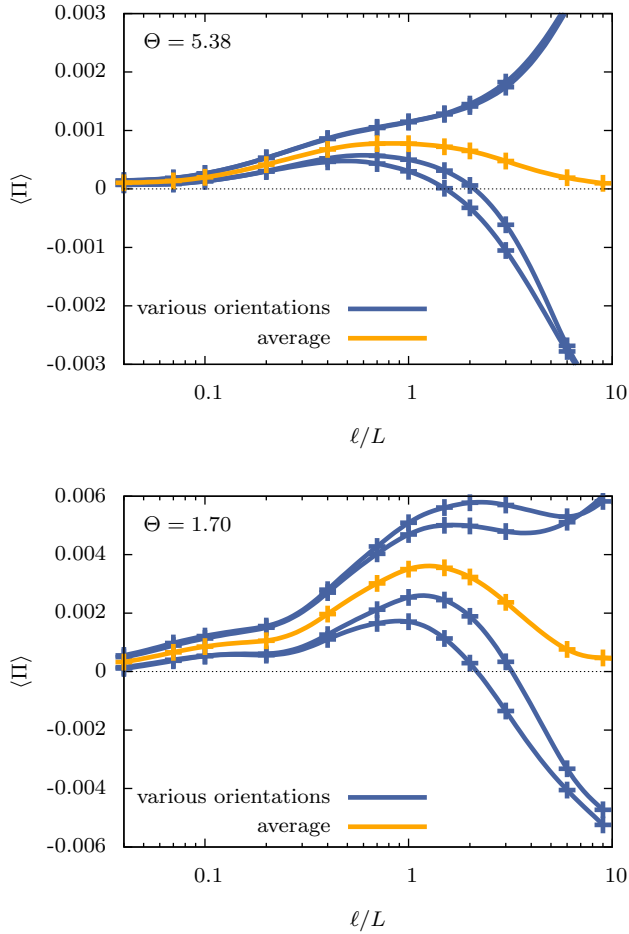 0.003
Θ = 5.38
0.002
0.001
⟨Π⟩
0
-0.001
various orientations
-0.002
average
-0.003
0.1
1
10
ℓ/L
0.006
Θ = 1.70
0.004
0.002
⟨Π⟩
0
-0.002
various orientations
-0.004
average
-0.006
0.1
1
10
ℓ/L